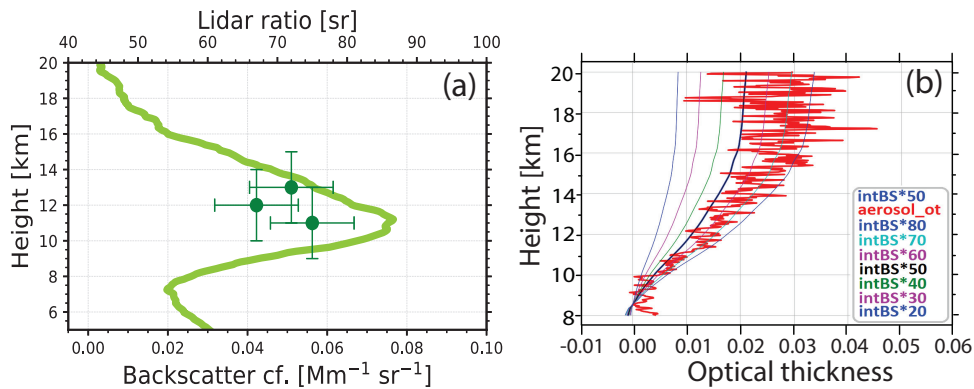 Lidar ratio [sr]
40 50 60 70 80 90 100
(a)
Height [km]
20
18
16
14
12
10
8
6
0.00 0.02 0.04 0.06 0.08 0.10
Backscatter cf. [Mm⁻¹ sr⁻¹]
(b)
Height [km]
20
18
16
14
12
10
8
intBS*50
aerosol_ot
intBS*80
intBS*70
intBS*60
intBS*50
intBS*40
intBS*30
intBS*20
-0.01 0.00 0.01 0.02 0.03 0.04 0.05 0.06
Optical thickness